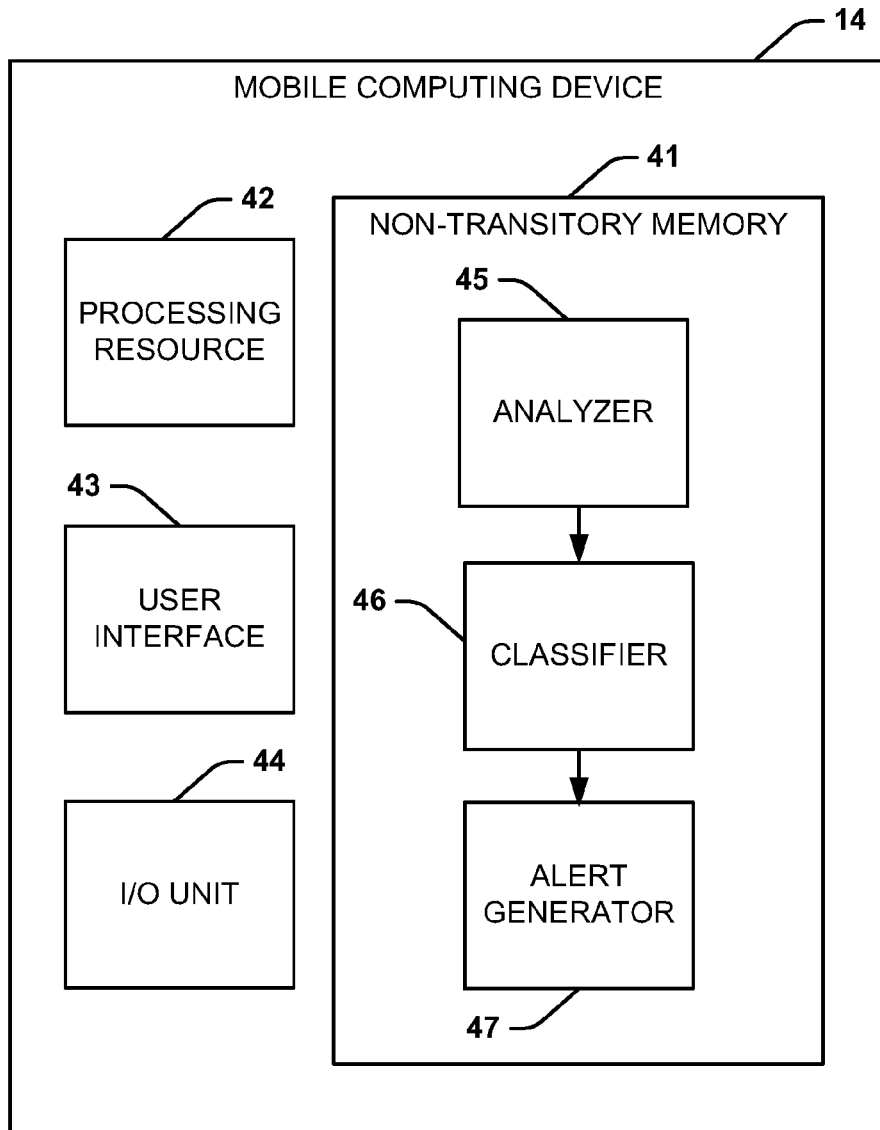 14
MOBILE COMPUTING DEVICE
41
42
NON-TRANSITORY MEMORY
45
PROCESSING
RESOURCE
ANALYZER
43
46
USER
INTERFACE
CLASSIFIER
44
I/O UNIT
ALERT
GENERATOR
47